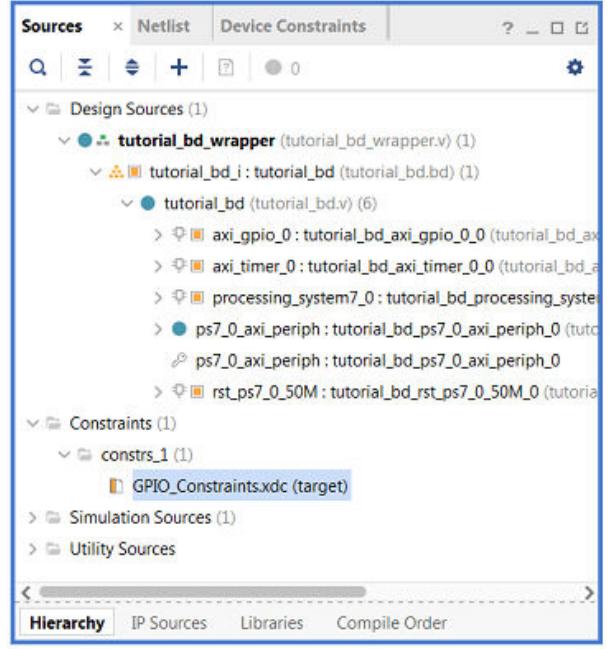 Sources × Netlist Device Constraints ? _
0
Design Sources (1)
tutorial_bd_wrapper (tutorial_bd_wrapper.v) (1)
tutorial_bd_i : tutorial_bd (tutorial_bd.bd) (1)
tutorial_bd (tutorial_bd.v) (6)
axi_gpio_0 : tutorial_bd_axi_gpio_0_0 (tutorial_bd_ax
axi_timer_0 : tutorial_bd_axi_timer_0_0 (tutorial_bd_a
processing_system7_0 : tutorial_bd_processing_syste
ps7_0_axi_periph : tutorial_bd_ps7_0_axi_periph_0 (tuto
ps7_0_axi_periph : tutorial_bd_ps7_0_axi_periph_0
rst_ps7_0_50M : tutorial_bd_rst_ps7_0_50M_0 (tutoria
Constraints (1)
constrs_1 (1)
GPIO_Constraints.xdc (target)
Simulation Sources (1)
Utility Sources
Hierarchy IP Sources Libraries Compile Order